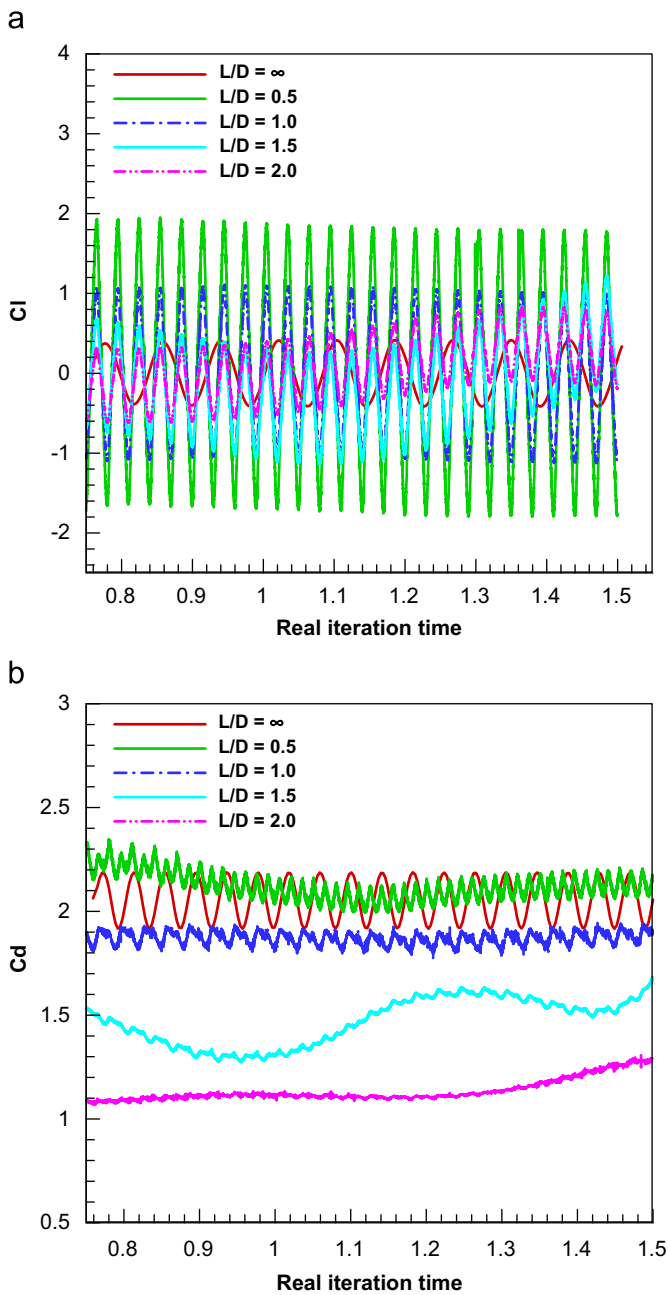 a
4
3
2
1
0
-1
-2
Cl
L/D = ∞
L/D = 0.5
L/D = 1.0
L/D = 1.5
L/D = 2.0
0.8 0.9 1 1.1 1.2 1.3 1.4 1.5
Real iteration time
b
3
2.5
2
1.5
1
0.5
Cd
L/D = ∞
L/D = 0.5
L/D = 1.0
L/D = 1.5
L/D = 2.0
0.8 0.9 1 1.1 1.2 1.3 1.4 1.5
Real iteration time